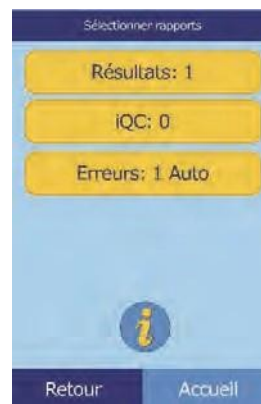 Sélectionner rapports
Résultats: 1
iQC: 0
Erreurs: 1 Auto
i
Retour Accueil